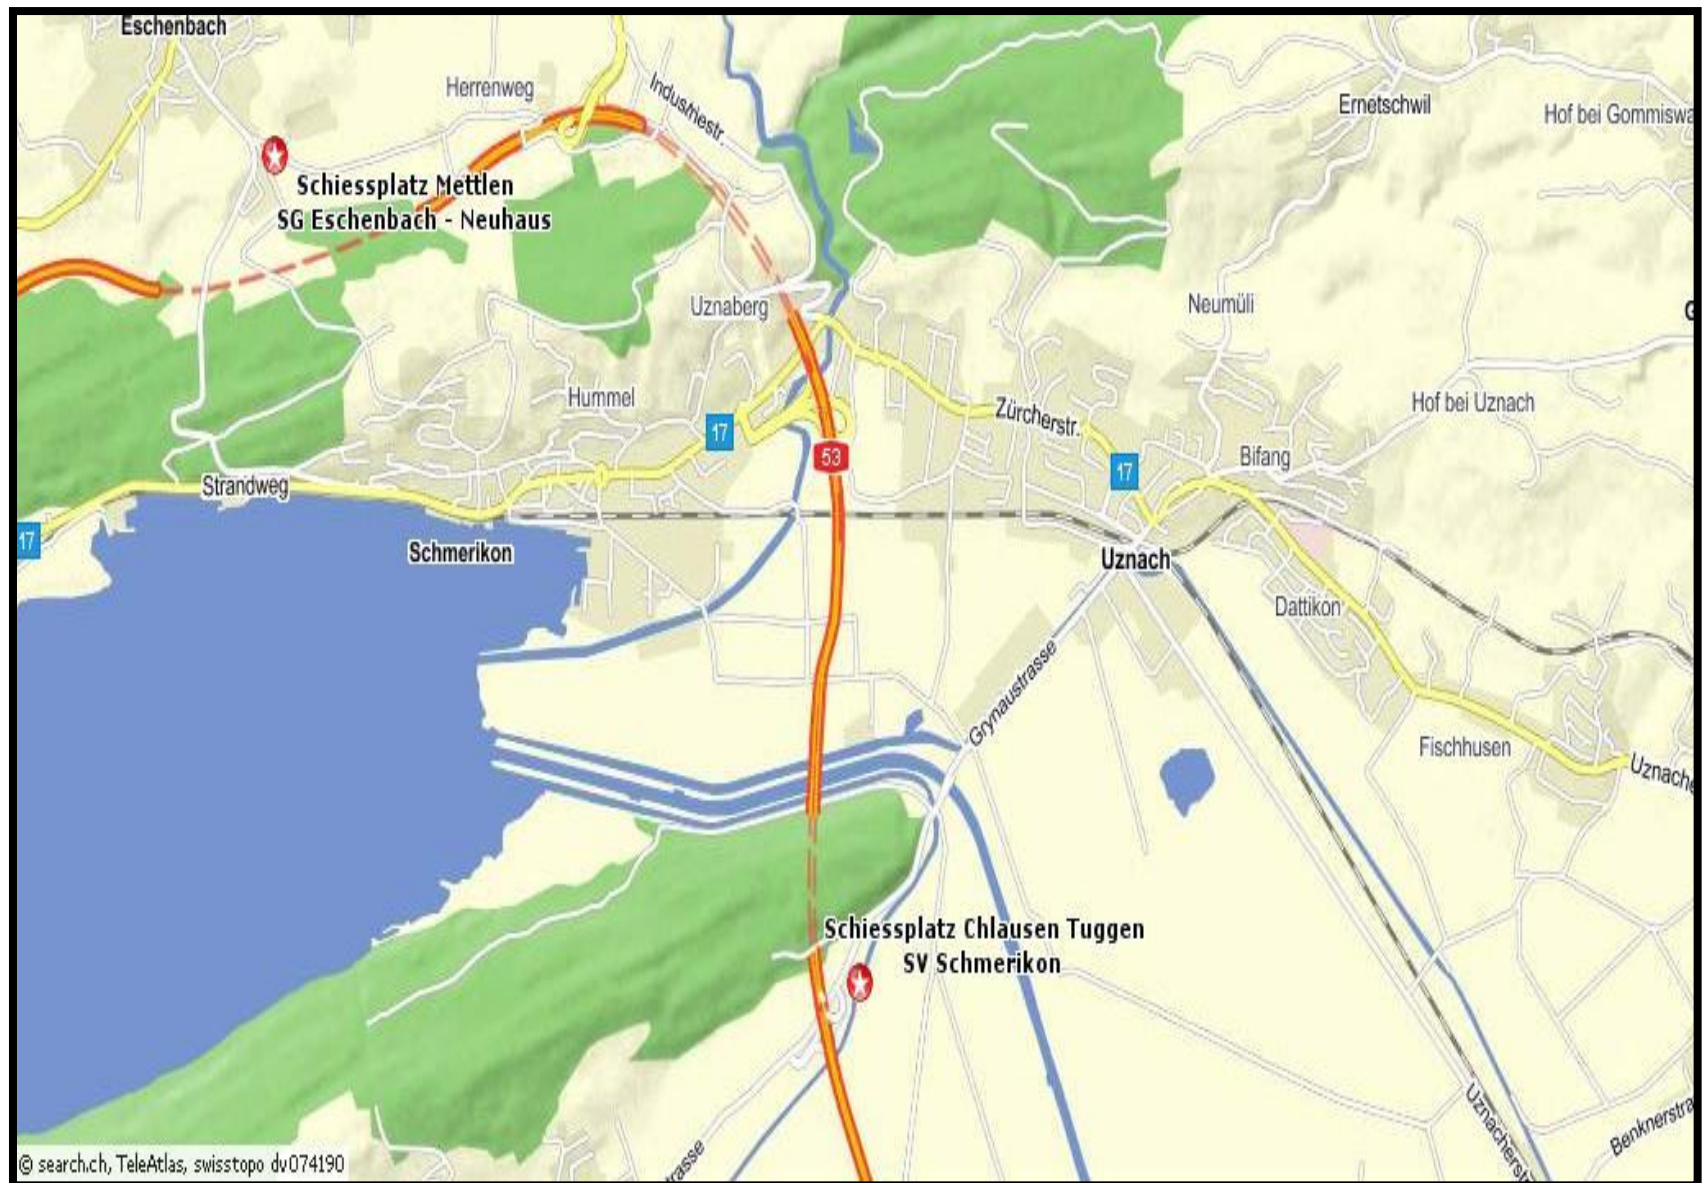 Eschenbach
Herrenweg
Industriestr.
Ernetschwil
Hof bei Gommiswa
Schiessplatz Mettlen
SG Eschenbach - Neuhaus
Uznaberg
Neumüli
G
Hummel
Zürcherstr.
Hof bei Uznach
17
53
17
Bifang
Strandweg
17
Schmerikon
Uznach
Dattikon
Grynaustrasse
Fischhusen
Uznache
Schiessplatz Chlausen Tuggen
SV Schmerikon
Uznacherstr
Benknerstra
rasse
© search.ch, TeleAtlas, swisstopo dv074190